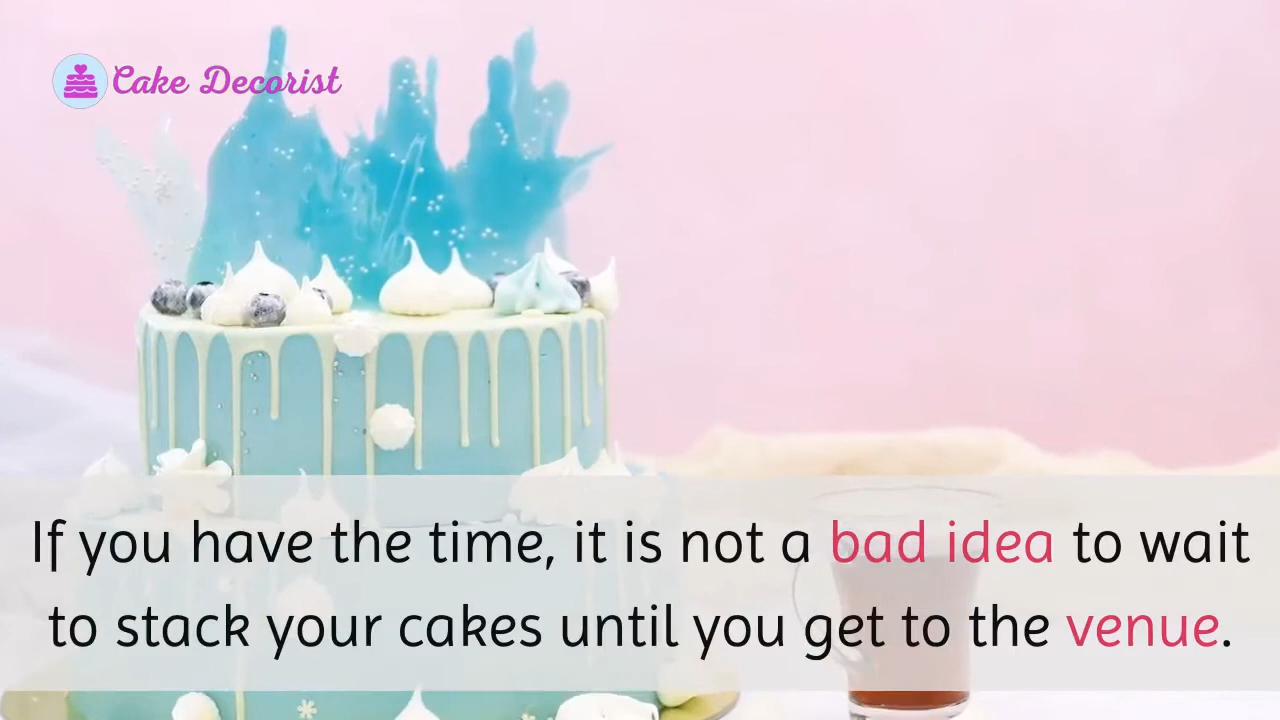 Cake Decorist
If you have the time, it is not a bad idea to wait
to stack your cakes until you get to the venue.